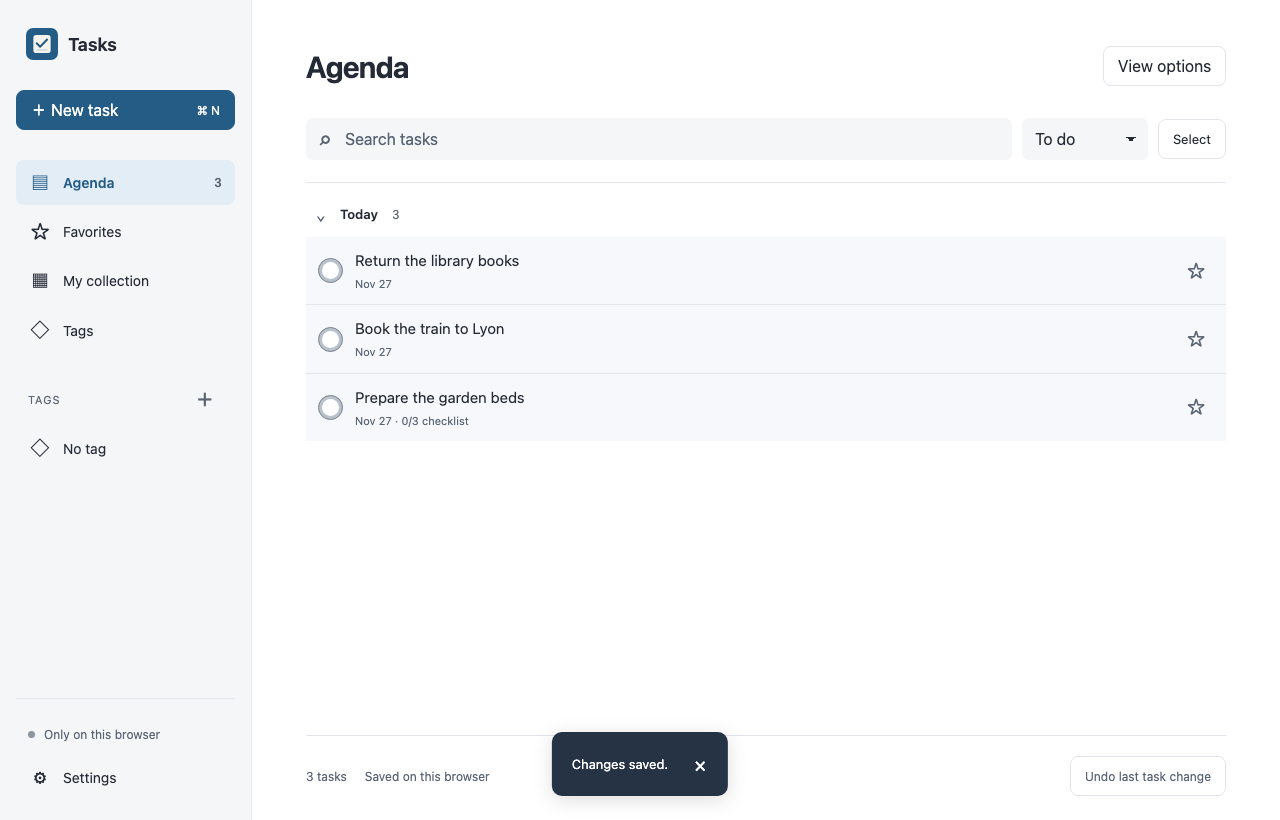 Tasks
+ New task ⌘ N
Agenda 3
Favorites
My collection
Tags
TAGS
No tag
Only on this browser
Settings
Agenda
View options
Search tasks
To do
Select
Today 3
Return the library books
Nov 27
Book the train to Lyon
Nov 27
Prepare the garden beds
Nov 27 · 0/3 checklist
3 tasks
Saved on this browser
Changes saved.
Undo last task change